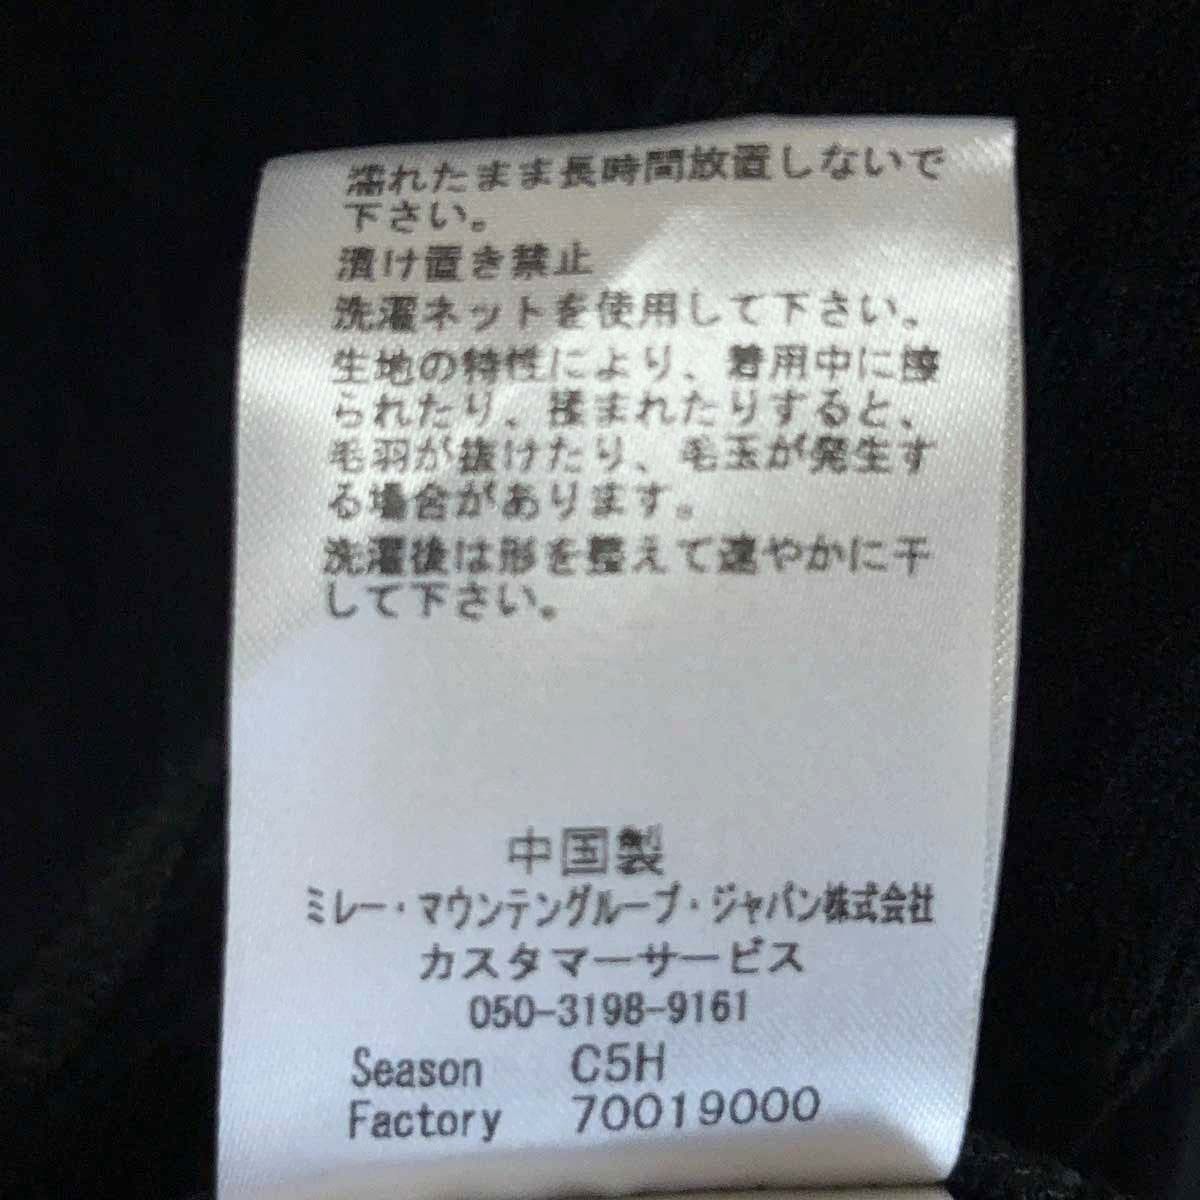 濡れたまま長時間放置しないで
下さい。
漬け置き禁止
洗濯ネットを使用して下さい。
生地の特性により、着用中に擦
られたり、揉まれたりすると、
毛羽が抜けたり、毛玉が発生す
る場合があります。
洗濯後は形を整えて速やかに干
して下さい。
中国製
ミレー・マウンテングループ・ジャパン株式会社
カスタマーサービス
050-3198-9161
Season C5H
Factory 70019000